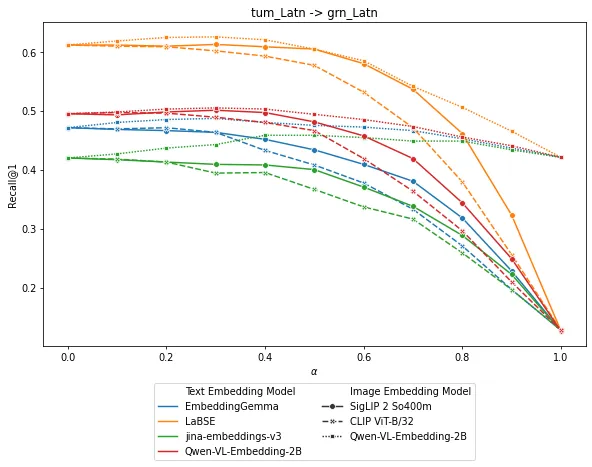 tum_Latn -> grn_Latn
Recall@1
0.6
0.5
0.4
0.3
0.2
0.0 0.2 0.4 0.6 0.8 1.0
α
Text Embedding Model Image Embedding Model
EmbeddingGemma SigLIP 2 So400m
LaBSE CLIP ViT-B/32
jina-embeddings-v3 Qwen-VL-Embedding-2B
Qwen-VL-Embedding-2B